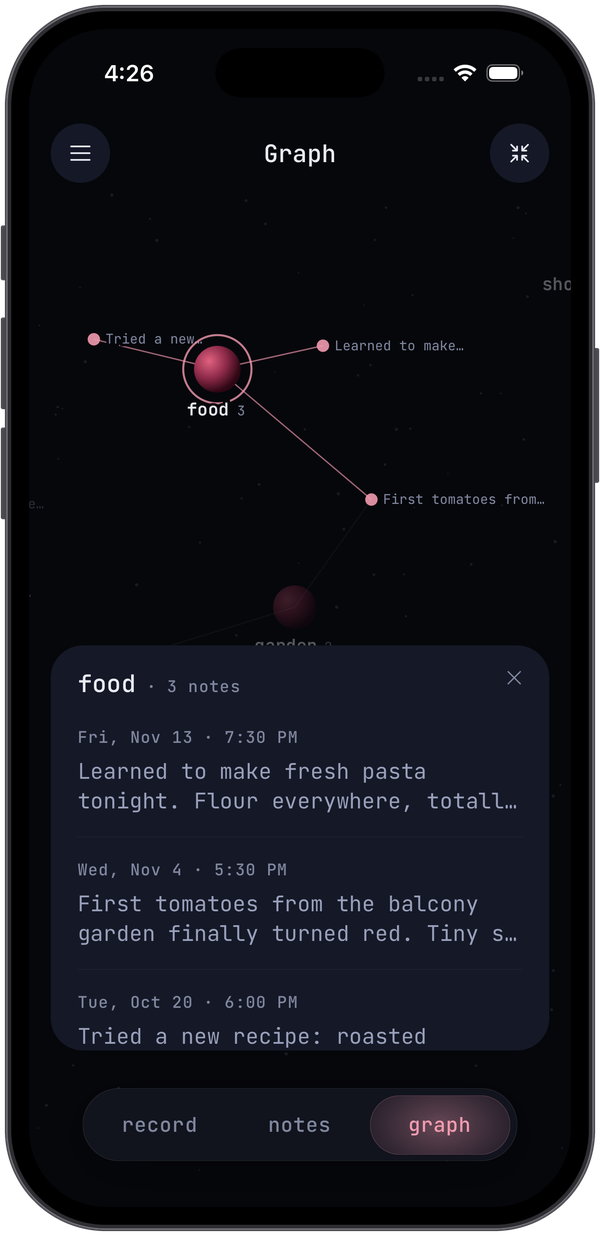 4:26
Graph
sho
Tried a new…
Learned to make…
food 3
First tomatoes from…
e…
garden
food · 3 notes
Fri, Nov 13 · 7:30 PM
Learned to make fresh pasta
tonight. Flour everywhere, totall…
Wed, Nov 4 · 5:30 PM
First tomatoes from the balcony
garden finally turned red. Tiny s…
Tue, Oct 20 · 6:00 PM
Tried a new recipe: roasted
record notes graph